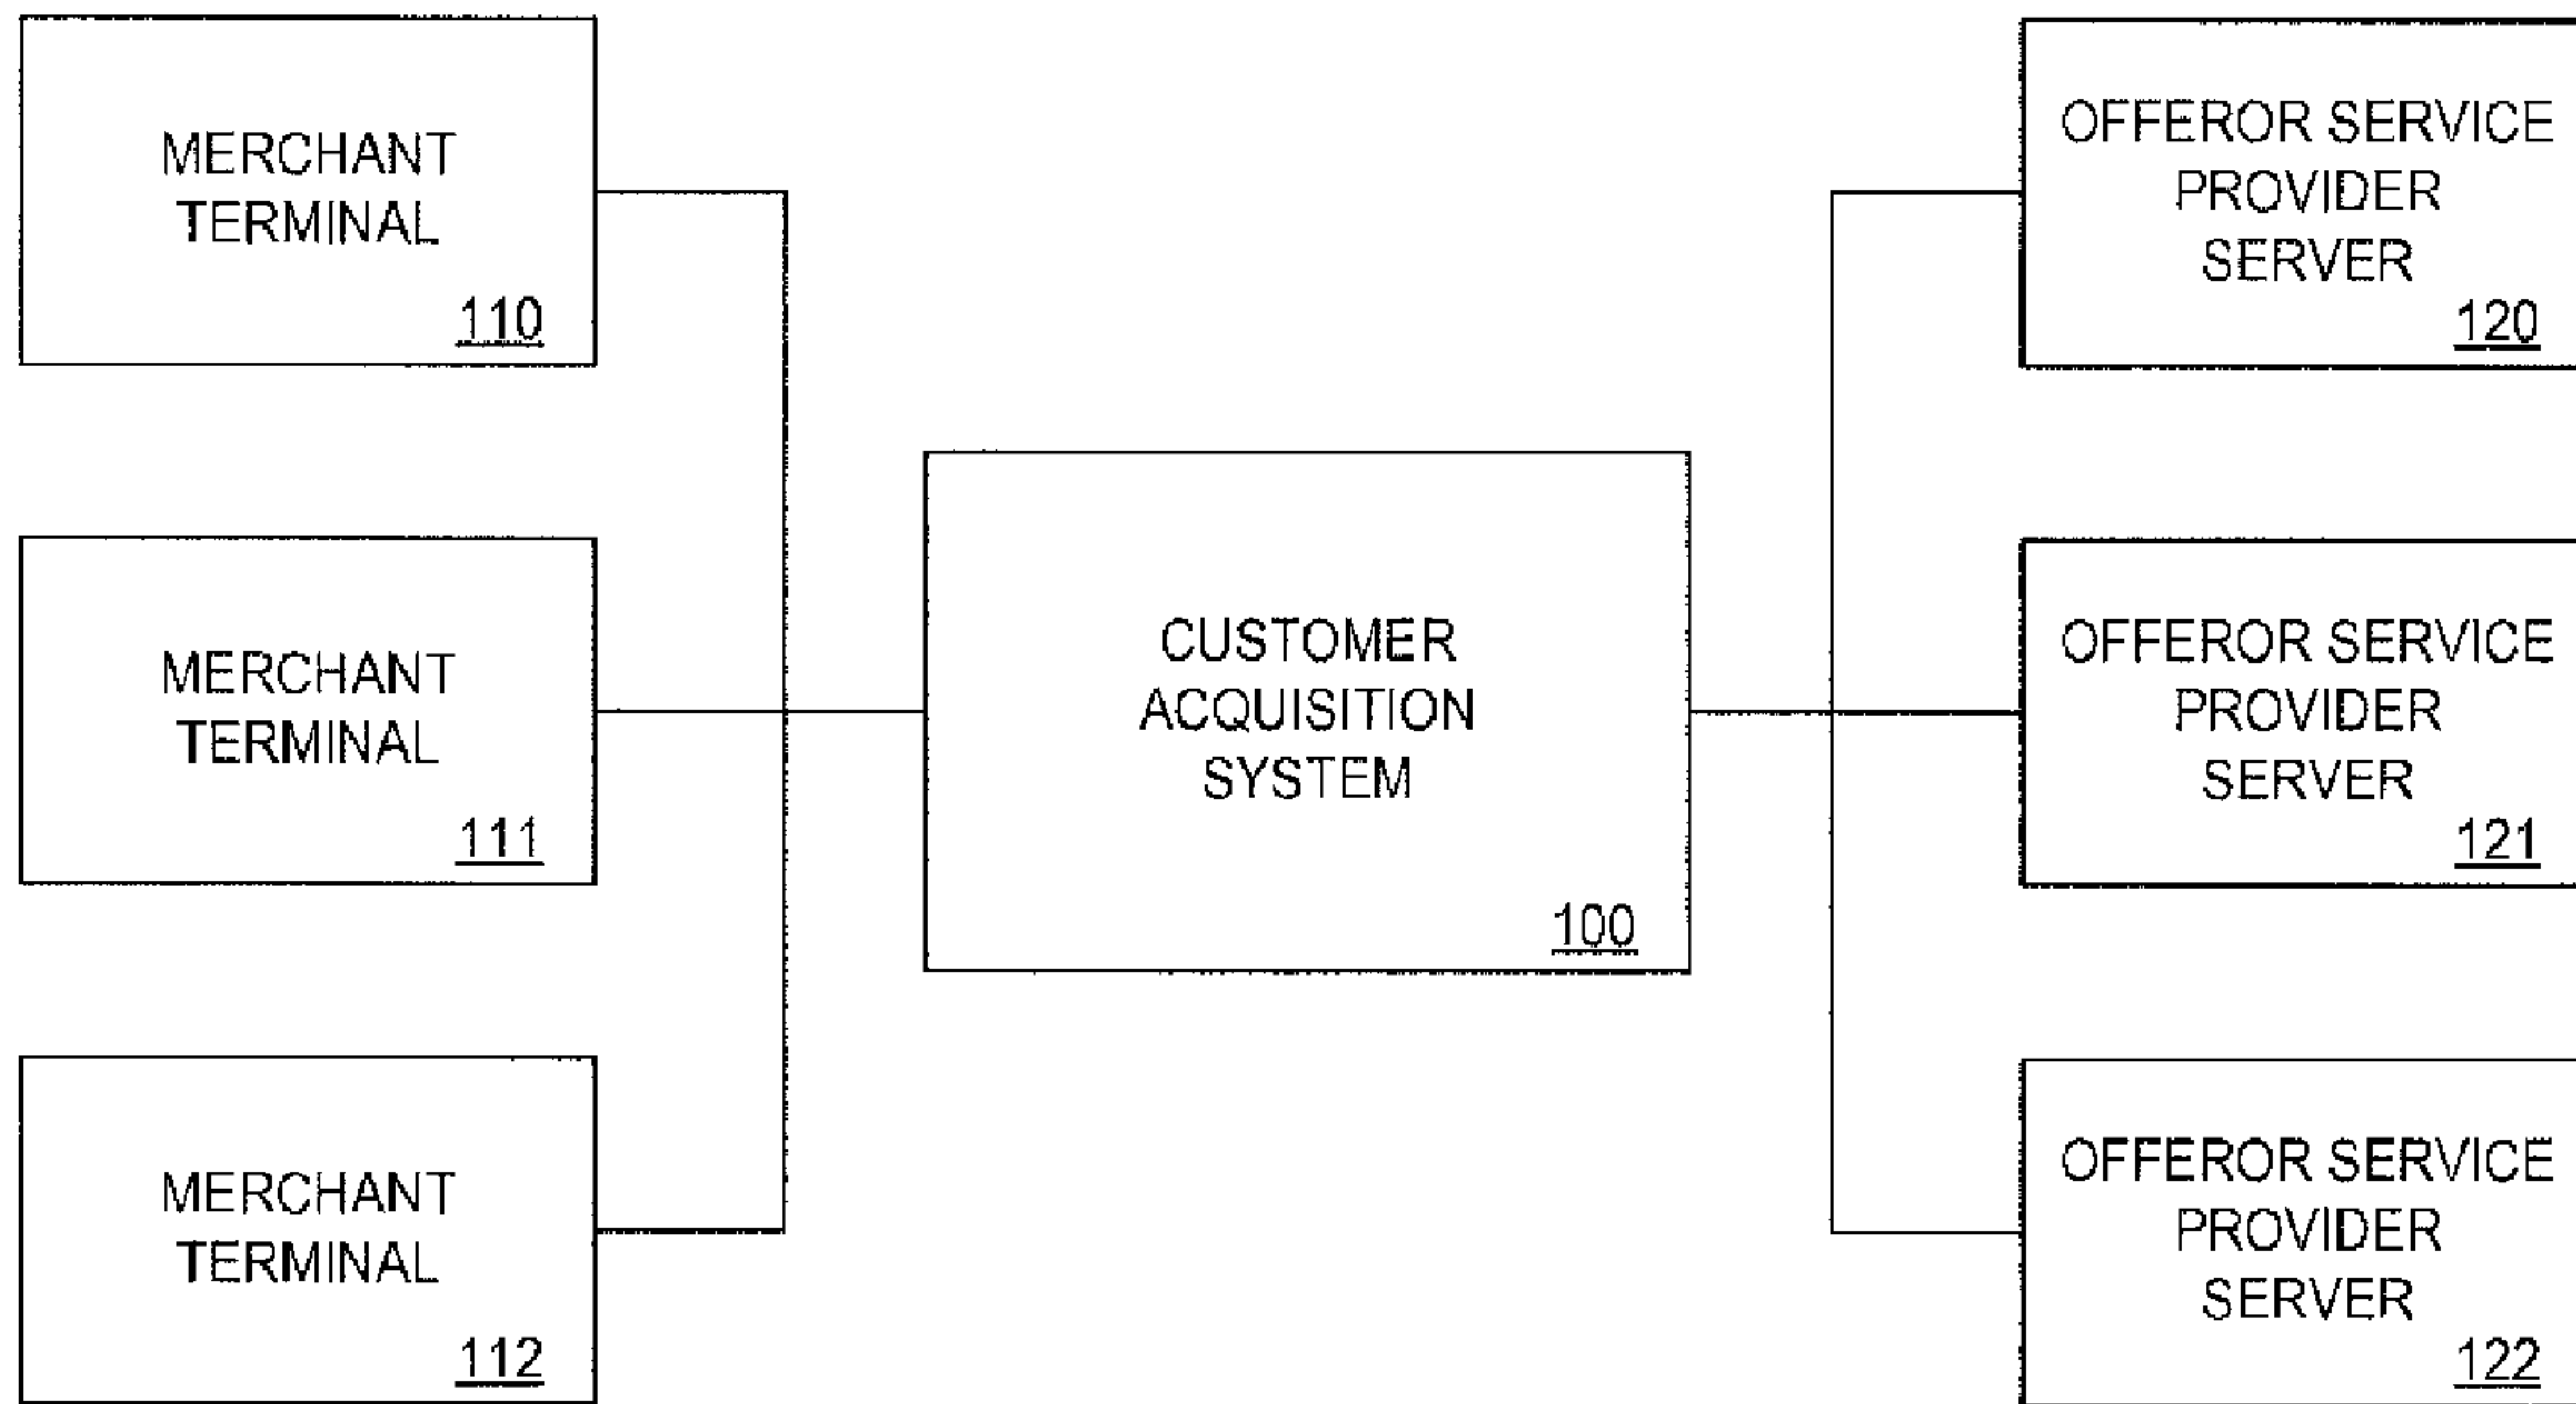 MERCHANT
TERMINAL
110
MERCHANT
TERMINAL
111
MERCHANT
TERMINAL
112
CUSTOMER
ACQUISITION
SYSTEM
100
OFFEROR SERVICE
PROVIDER
SERVER
120
OFFEROR SERVICE
PROVIDER
SERVER
121
OFFEROR SERVICE
PROVIDER
SERVER
122